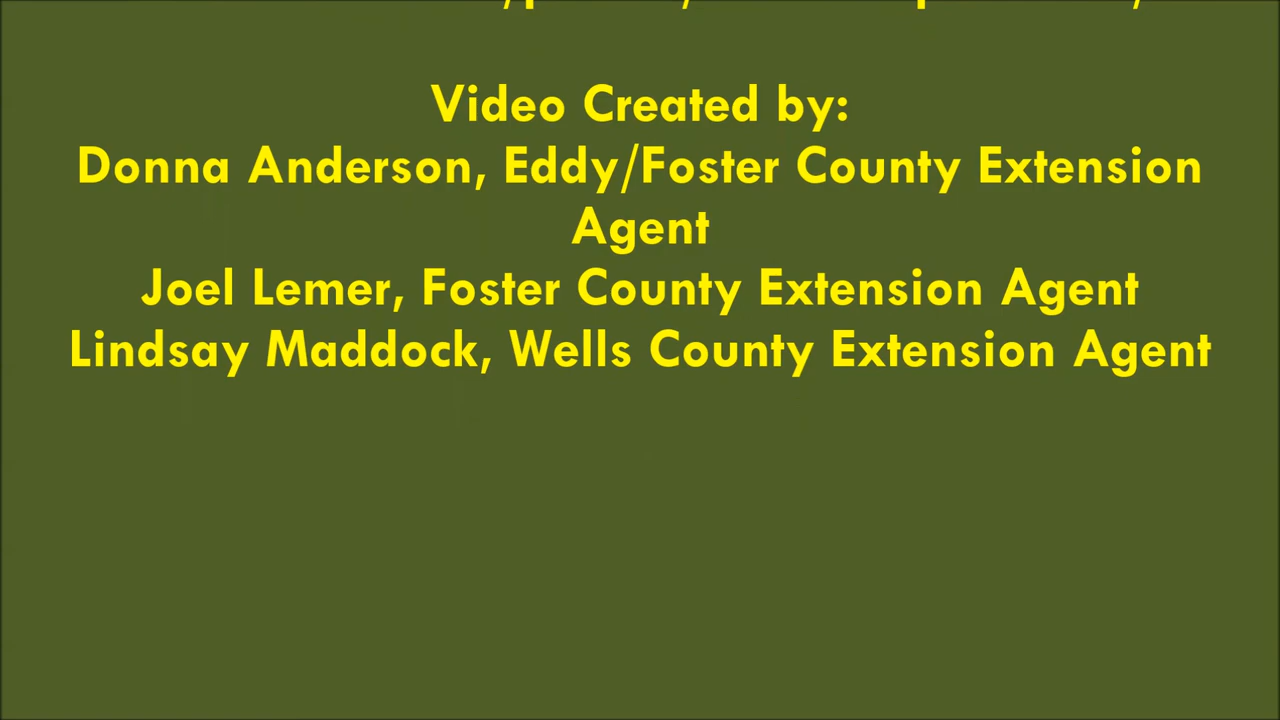 Video Created by:
Donna Anderson, Eddy/Foster County Extension
Agent
Joel Lemer, Foster County Extension Agent
Lindsay Maddock, Wells County Extension Agent